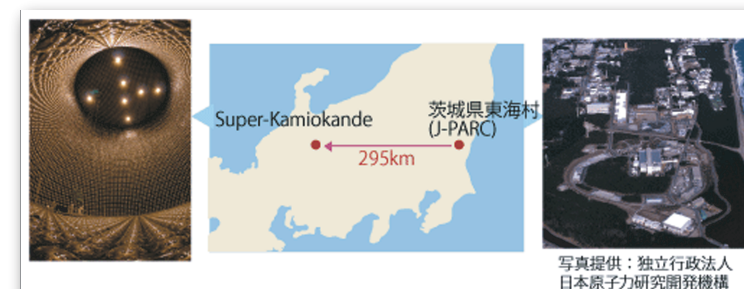 Super-Kamiokande
茨城県東海村
(J-PARC)
295km
写真提供：独立行政法人
日本原子力研究開発機構